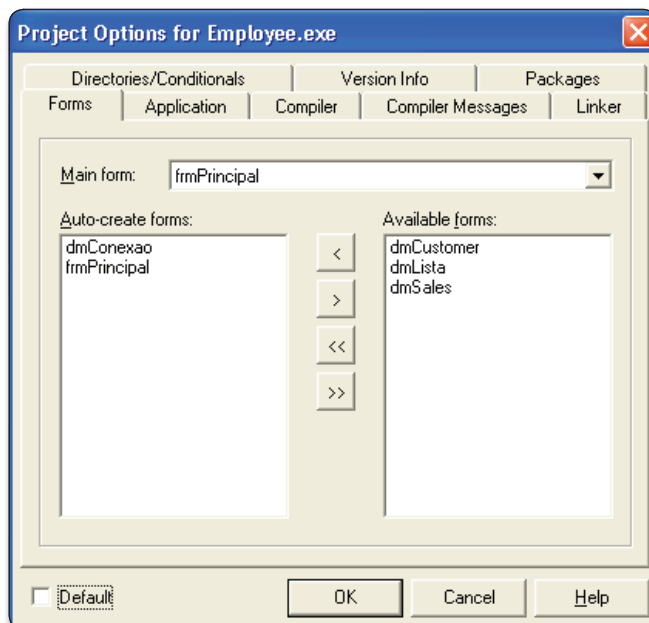 Project Options for Employee.exe
Directories/Conditionals Version Info Packages
Forms Application Compiler Compiler Messages Linker
Main form: frmPrincipal
Auto-create forms: Available forms:
dmConexao dmCustomer
frmPrincipal dmLista
dmSales
<
>
<<
>>
Default OK Cancel Help